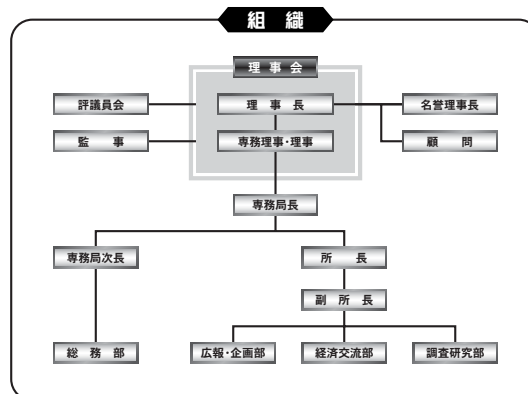 組織
理事会
評議員会
理事長
名誉理事長
監事
専務理事・理事
顧問
専務局長
専務局次長
所長
副所長
総務部
広報・企画部
経済交流部
調査研究部